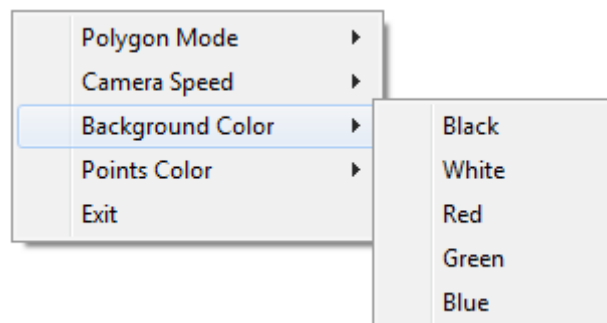 Polygon Mode
Camera Speed
Background Color
Points Color
Exit
Black
White
Red
Green
Blue